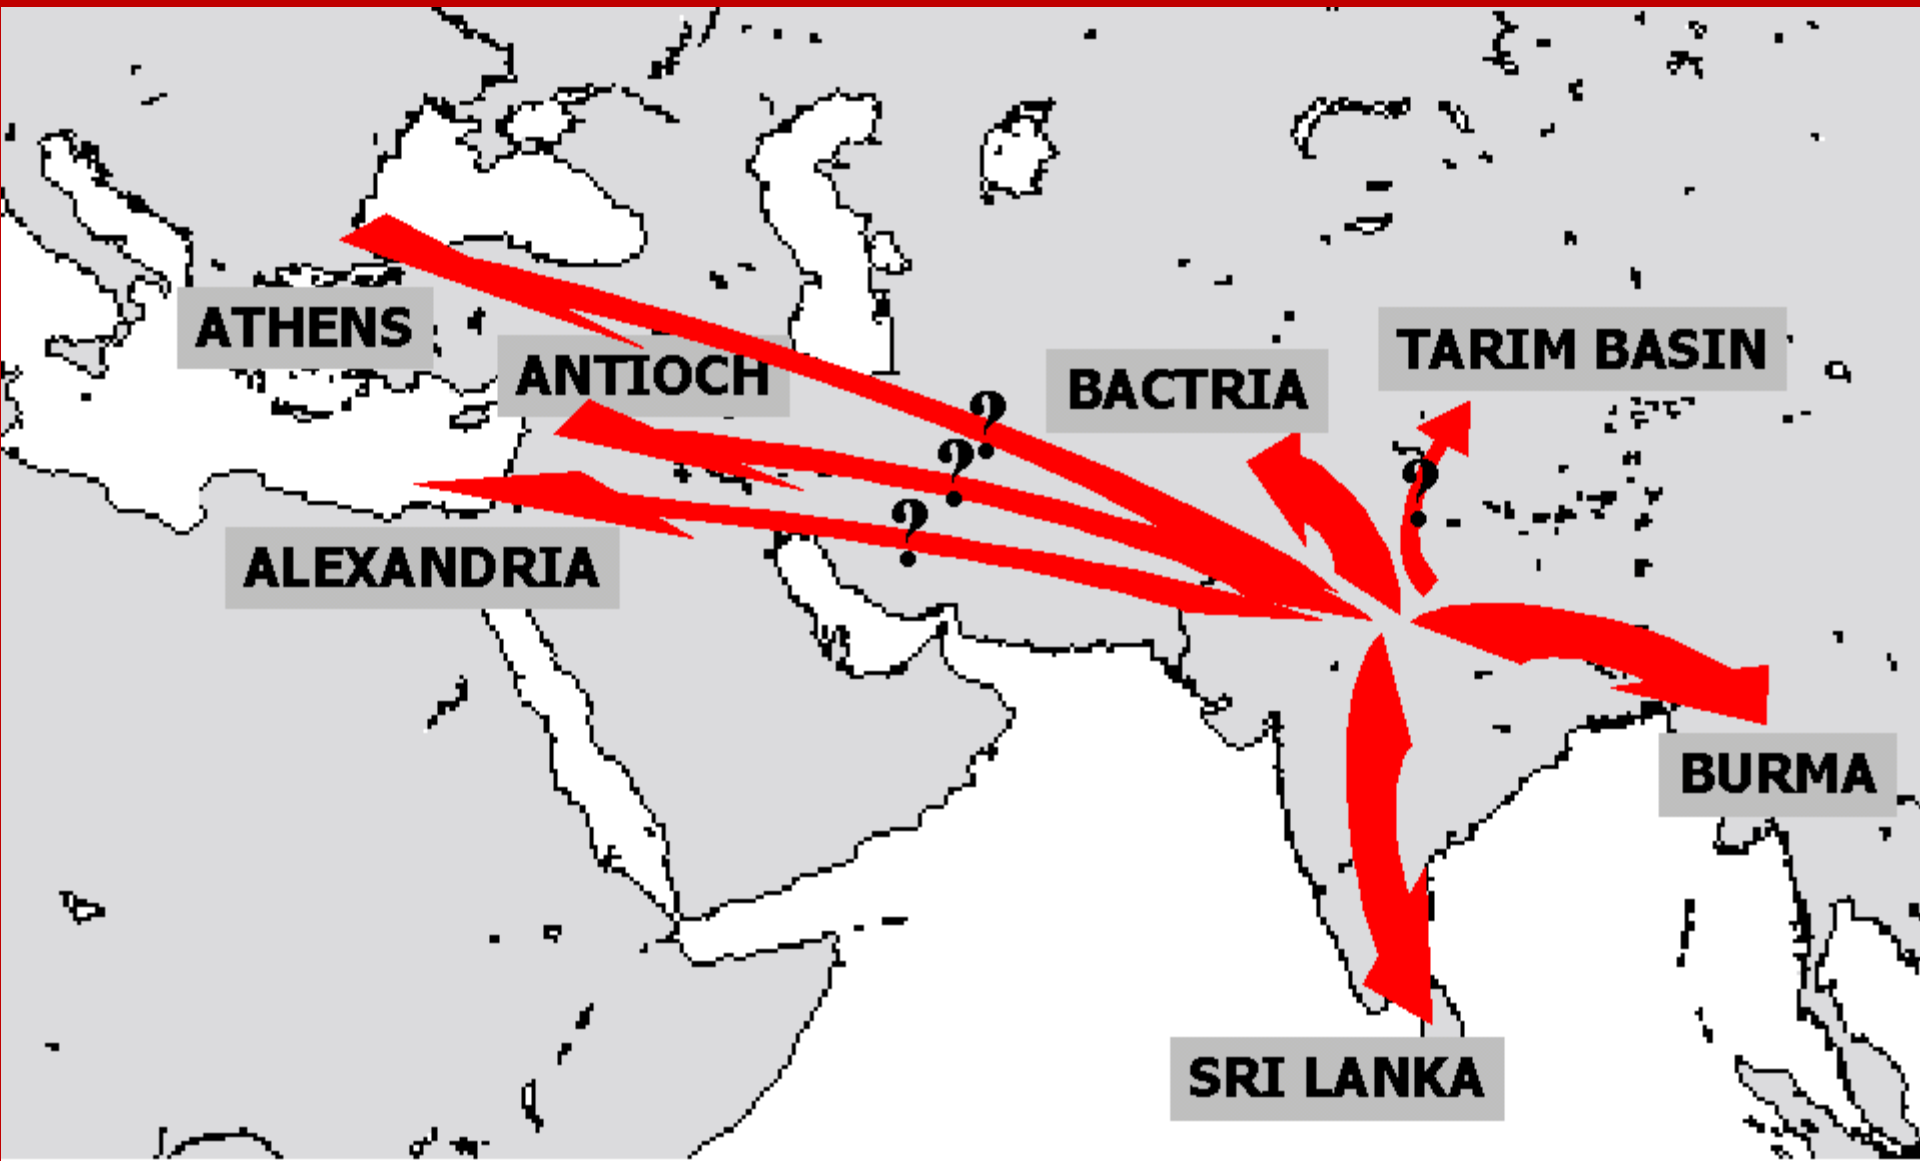 ATHENS
ANTIOCH
BACTRIA
TARIM BASIN
?
?
?
?
ALEXANDRIA
BURMA
SRI LANKA